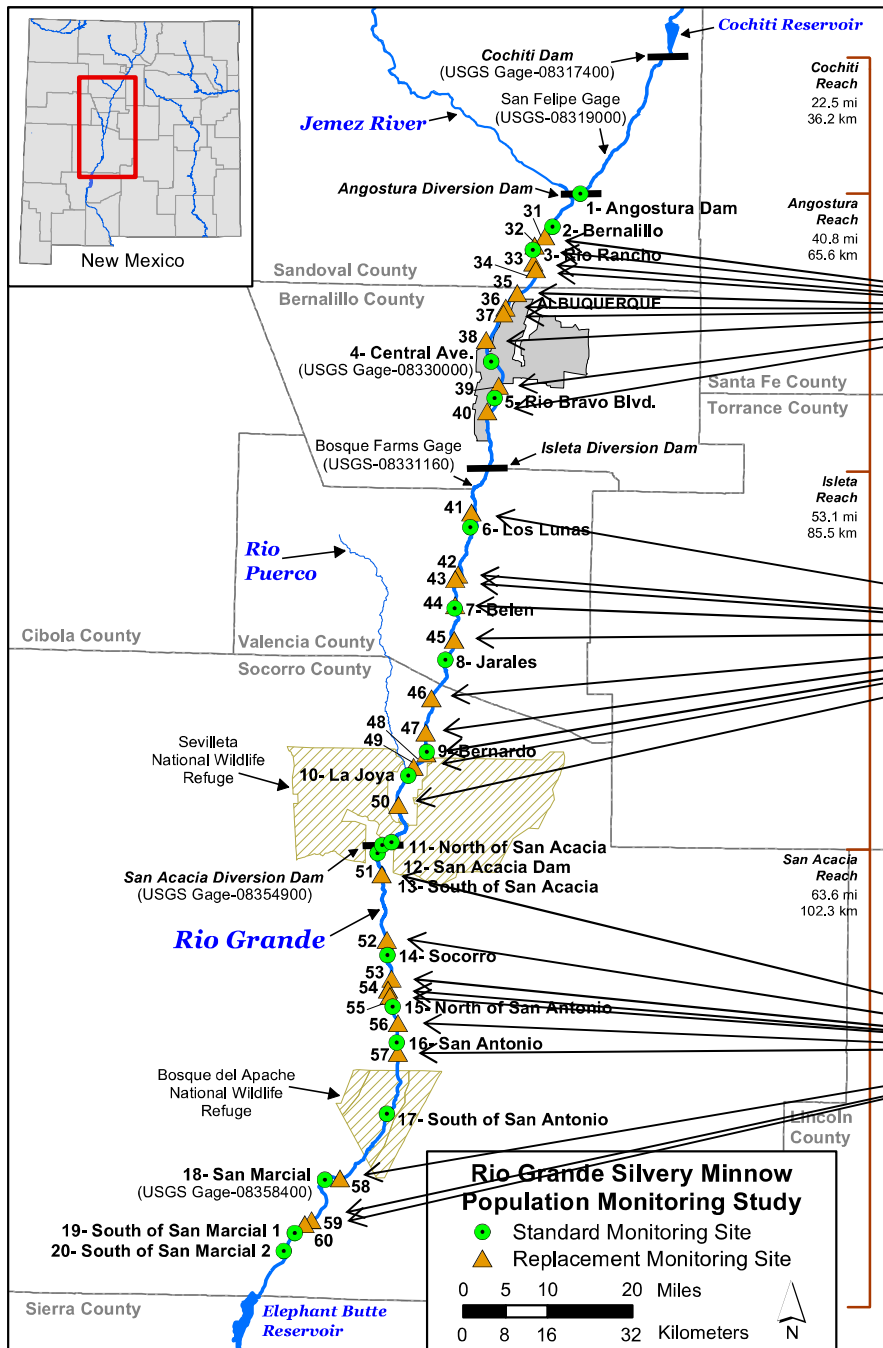 Cochiti Reservoir
Cochiti Dam
(USGS Gage-08317400)
San Felipe Gage
(USGS-08319000)
Jemez River
New Mexico
Cochiti
Reach
22.5 mi
36.2 km
Angostura Diversion Dam
1- Angostura Dam
Angostura
Reach
40.8 mi
65.6 km
31
2- Bernalillo
32
3- Rio Rancho
33
34
Sandoval County
Bernalillo County
35
36
ALBUQUERQUE
37
38
4- Central Ave.
(USGS Gage-08330000)
39
5- Rio Bravo Blvd.
40
Santa Fe County
Torrance County
Bosque Farms Gage
(USGS-08331160)
Isleta Diversion Dam
Isleta
Reach
53.1 mi
85.5 km
41
6- Los Lunas
Rio
Puerco
42
43
44
7- Belen
45
Cibola County
Valencia County
Socorro County
8- Jarales
46
47
48
49
9- Bernardo
Sevilleta
National Wildlife
Refuge
10- La Joya
50
11- North of San Acacia
12- San Acacia Dam
13- South of San Acacia
San Acacia Diversion Dam
(USGS Gage-08354900)
51
San Acacia
Reach
63.6 mi
102.3 km
Rio Grande
52
14- Socorro
53
54
55
15- North of San Antonio
56
16- San Antonio
57
Bosque del Apache
National Wildlife
Refuge
17- South of San Antonio
Lincoln
County
18- San Marcial
(USGS Gage-08358400)
58
59
60
19- South of San Marcial 1
20- South of San Marcial 2
Sierra County
Elephant Butte
Reservoir
Rio Grande Silvery Minnow
Population Monitoring Study
Standard Monitoring Site
Replacement Monitoring Site
0 5 10 20 Miles
0 8 16 32 Kilometers
N